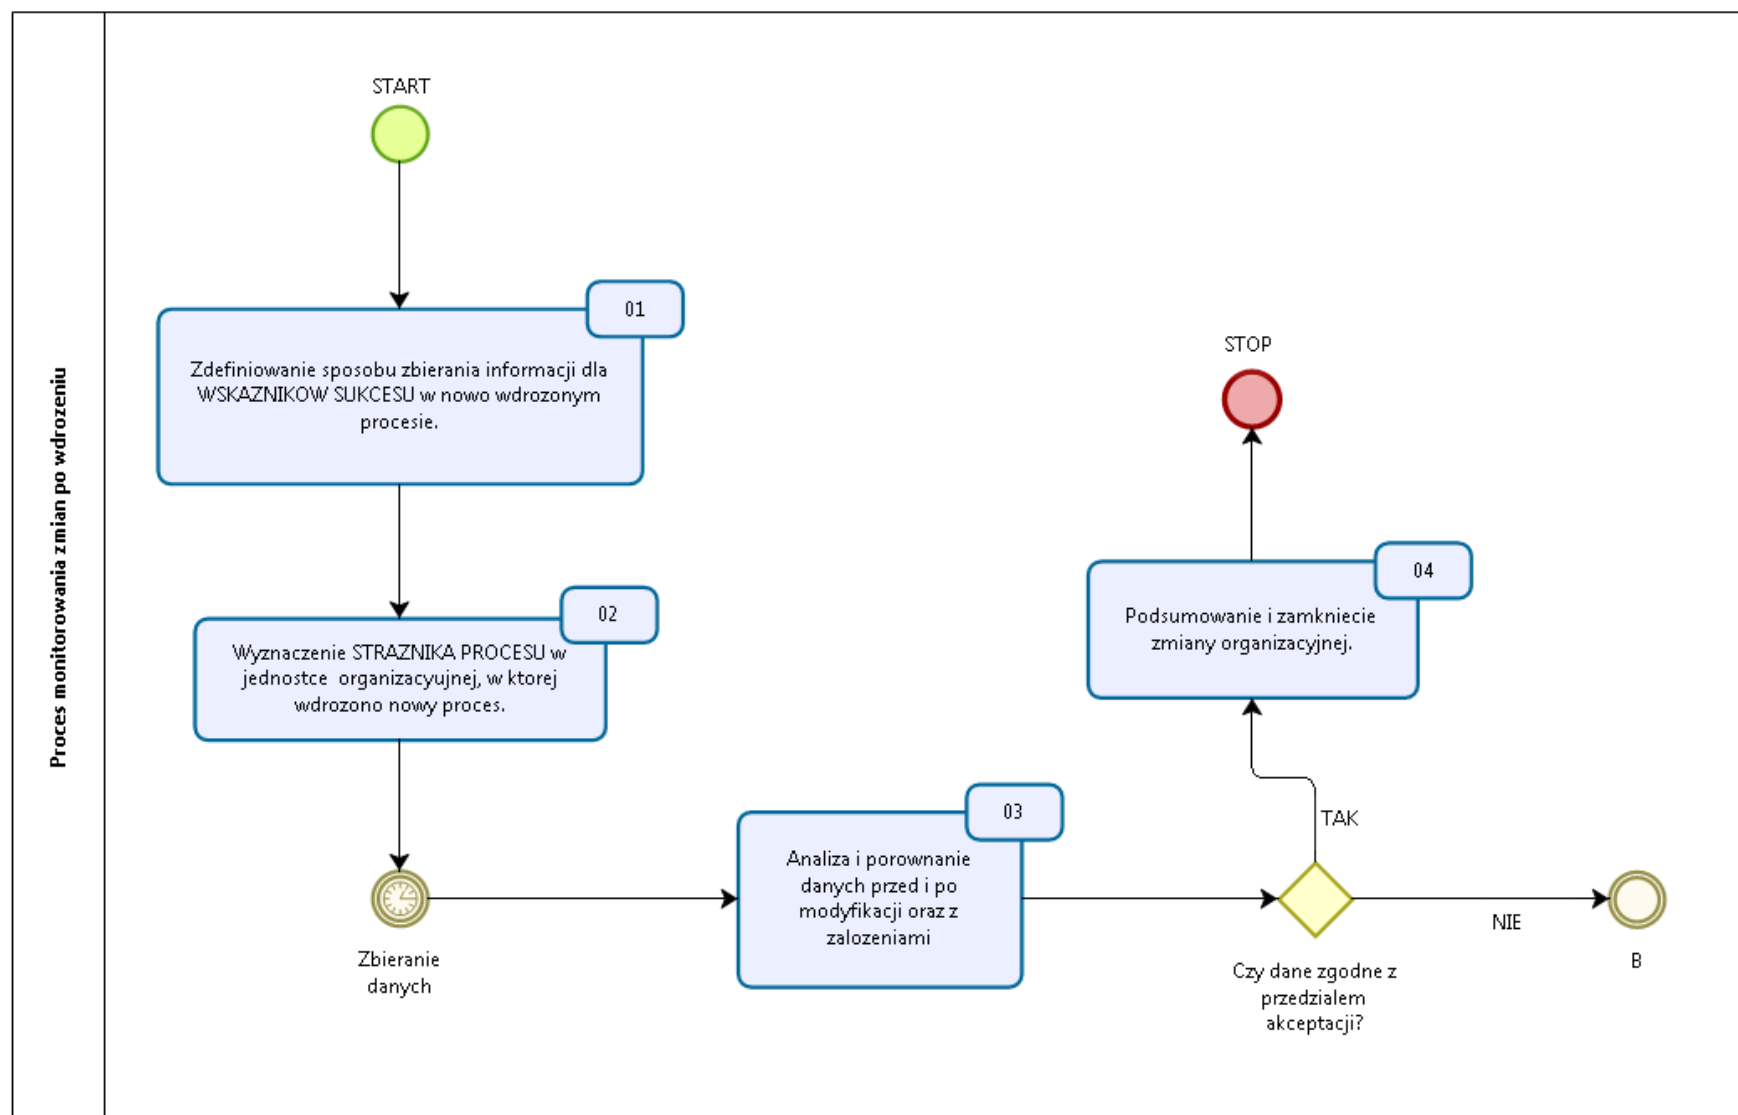 Proces monitorowania zmian po wdrozeniu
START
01
Zdefiniowanie sposobu zbierania informacji dla
WSKAZNIKOW SUKCESU w nowo wdrozonym
procesie.
02
Wyznaczenie STRAZNIKA PROCESU w
jednostce organizacyujnej, w ktorej
wdrozono nowy proces.
Zbieranie
danych
03
Analiza i porownanie
danych przed i po
modyfikacji oraz z
zalozeniami
Czy dane zgodne z
przedzialem
akceptacji?
TAK
NIE
B
04
Podsumowanie i zamkniecie
zmiany organizacyjnej.
STOP